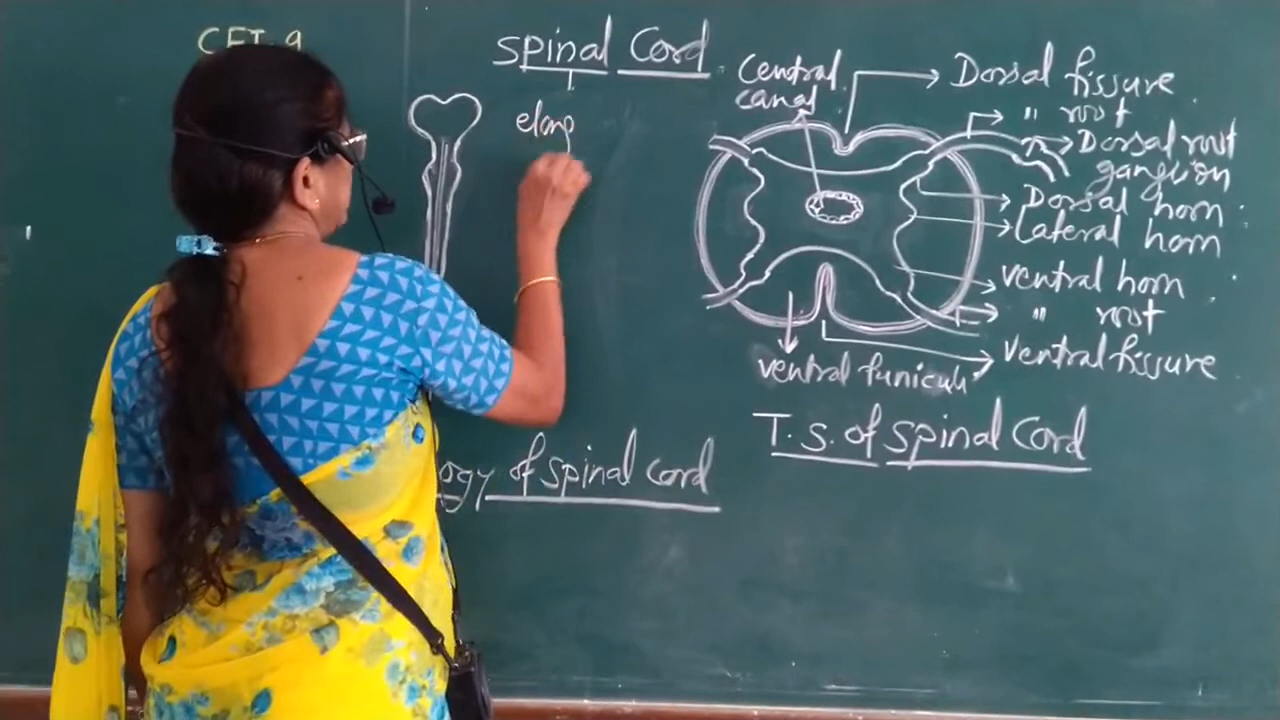 CET-9
Spinal Cord
elong
Central
canal
Dorsal fissure
" root
Dorsal root
ganglion
Dorsal horn
Lateral horn
ventral horn
" root
Ventral fissure
ventral funiculi
T.S. of Spinal Cord
ogy of spinal cord